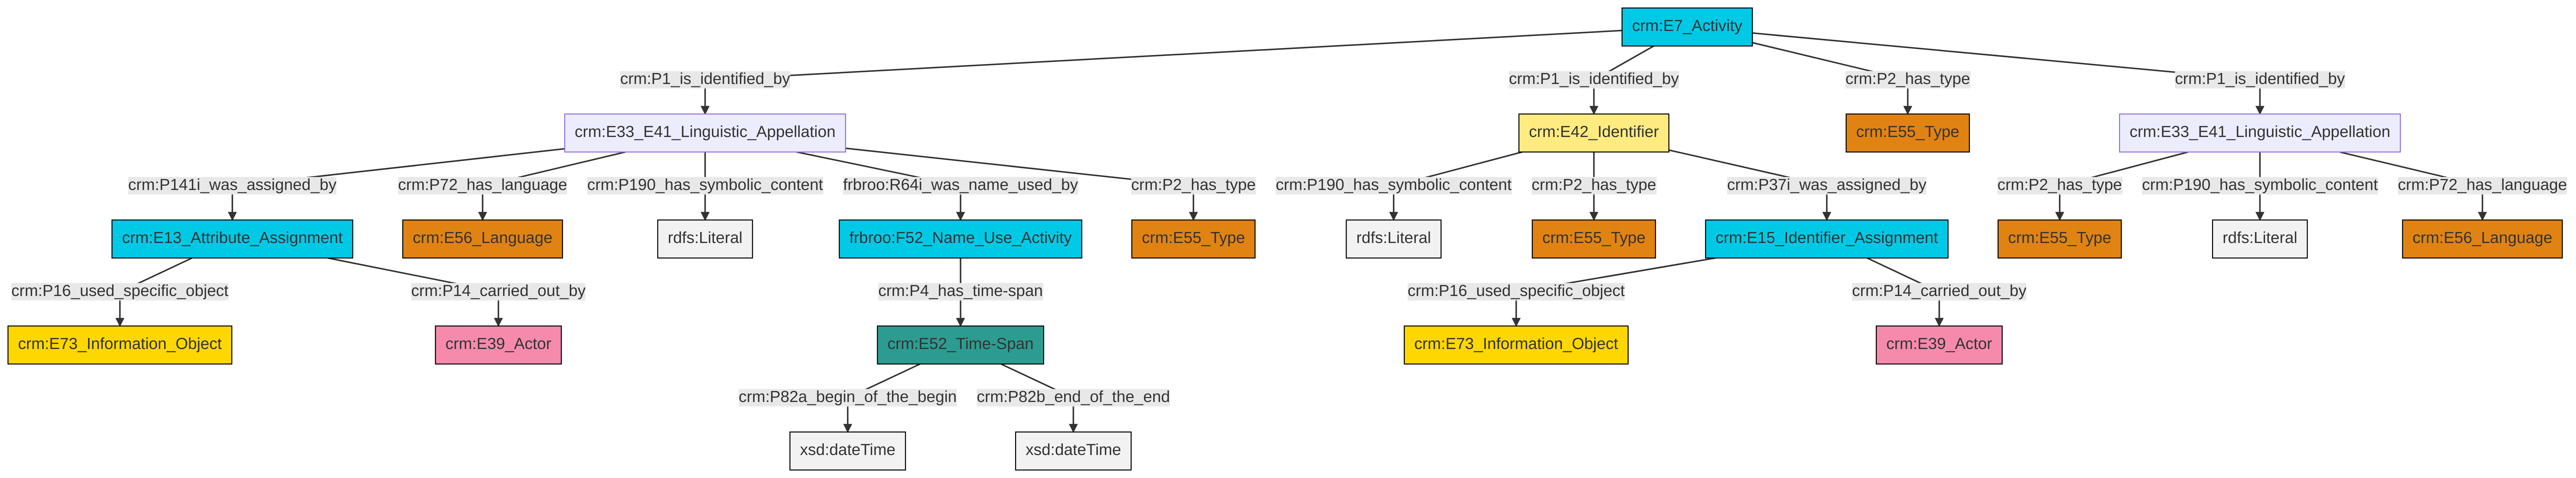 crm:E7_Activity
crm:P1_is_identified_by
crm:P1_is_identified_by
crm:P2_has_type
crm:P1_is_identified_by
crm:E33_E41_Linguistic_Appellation
crm:E42_Identifier
crm:E55_Type
crm:E33_E41_Linguistic_Appellation
crm:P141i_was_assigned_by
crm:P72_has_language
crm:P190_has_symbolic_content
frbroo:R64i_was_name_used_by
crm:P2_has_type
crm:P190_has_symbolic_content
crm:P2_has_type
crm:P37i_was_assigned_by
crm:P2_has_type
crm:P190_has_symbolic_content
crm:P72_has_language
crm:E13_Attribute_Assignment
crm:E56_Language
rdfs:Literal
frbroo:F52_Name_Use_Activity
crm:E55_Type
rdfs:Literal
crm:E55_Type
crm:E15_Identifier_Assignment
crm:E55_Type
rdfs:Literal
crm:E56_Language
crm:P16_used_specific_object
crm:P14_carried_out_by
crm:P4_has_time-span
crm:P16_used_specific_object
crm:P14_carried_out_by
crm:E73_Information_Object
crm:E39_Actor
crm:E52_Time-Span
crm:E73_Information_Object
crm:E39_Actor
crm:P82a_begin_of_the_begin
crm:P82b_end_of_the_end
xsd:dateTime
xsd:dateTime